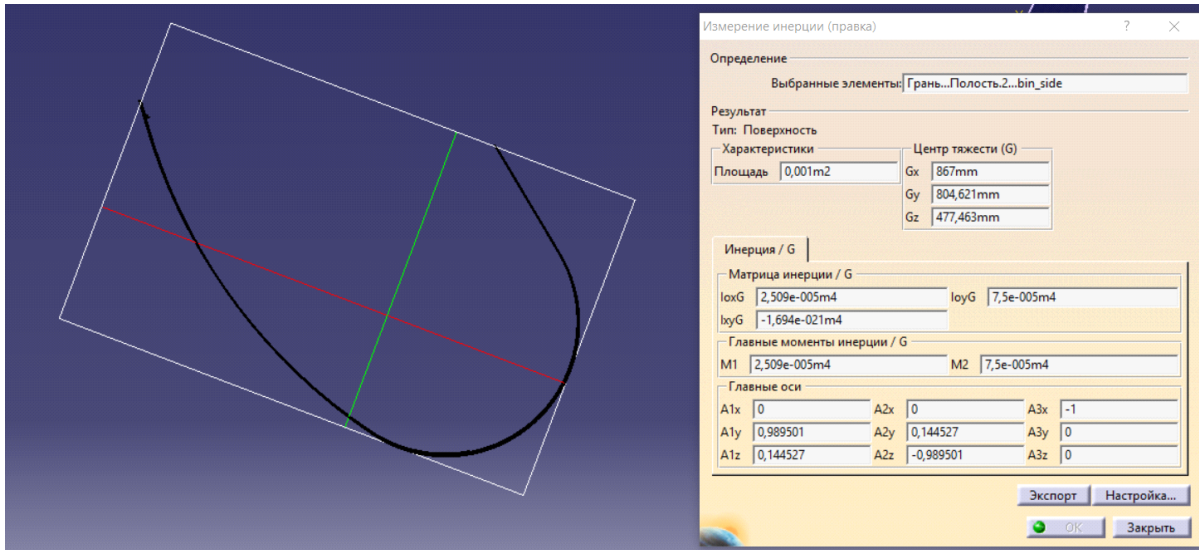 Измерение инерции (правка) ? ×
Определение
Выбранные элементы: Грань...Полость.2...bin_side
Результат
Тип: Поверхность
Характеристики Центр тяжести (G)
Площадь 0,001m2 Gx 867mm
Gy 804,621mm
Gz 477,463mm
Инерция / G
Матрица инерции / G
IoxG 2,509e-005m4 IoyG 7,5e-005m4
IxyG -1,694e-021m4
Главные моменты инерции / G
M1 2,509e-005m4 M2 7,5e-005m4
Главные оси
A1x 0 A2x 0 A3x -1
A1y 0,989501 A2y 0,144527 A3y 0
A1z 0,144527 A2z -0,989501 A3z 0
Экспорт Настройка...
OK Закрыть